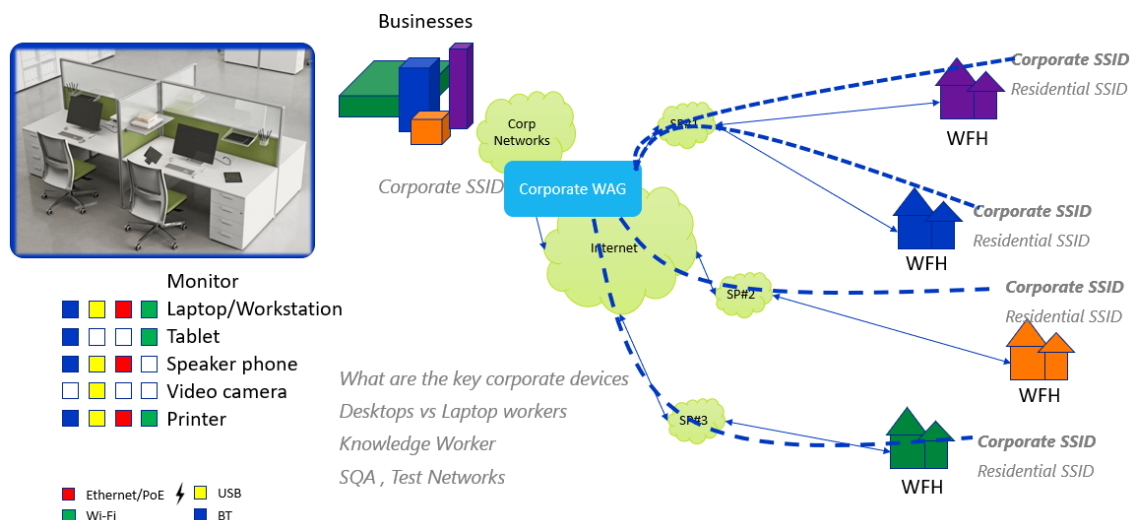 Businesses
Corp
Networks
Corporate SSID
Corporate WAG
Internet
SP#1
SP#2
SP#3
Corporate SSID
Residential SSID
WFH
Corporate SSID
Residential SSID
WFH
Corporate SSID
Residential SSID
WFH
Corporate SSID
Residential SSID
WFH
Monitor
Laptop/Workstation
Tablet
Speaker phone
Video camera
Printer
What are the key corporate devices
Desktops vs Laptop workers
Knowledge Worker
SQA , Test Networks
Ethernet/PoE
USB
Wi-Fi
BT